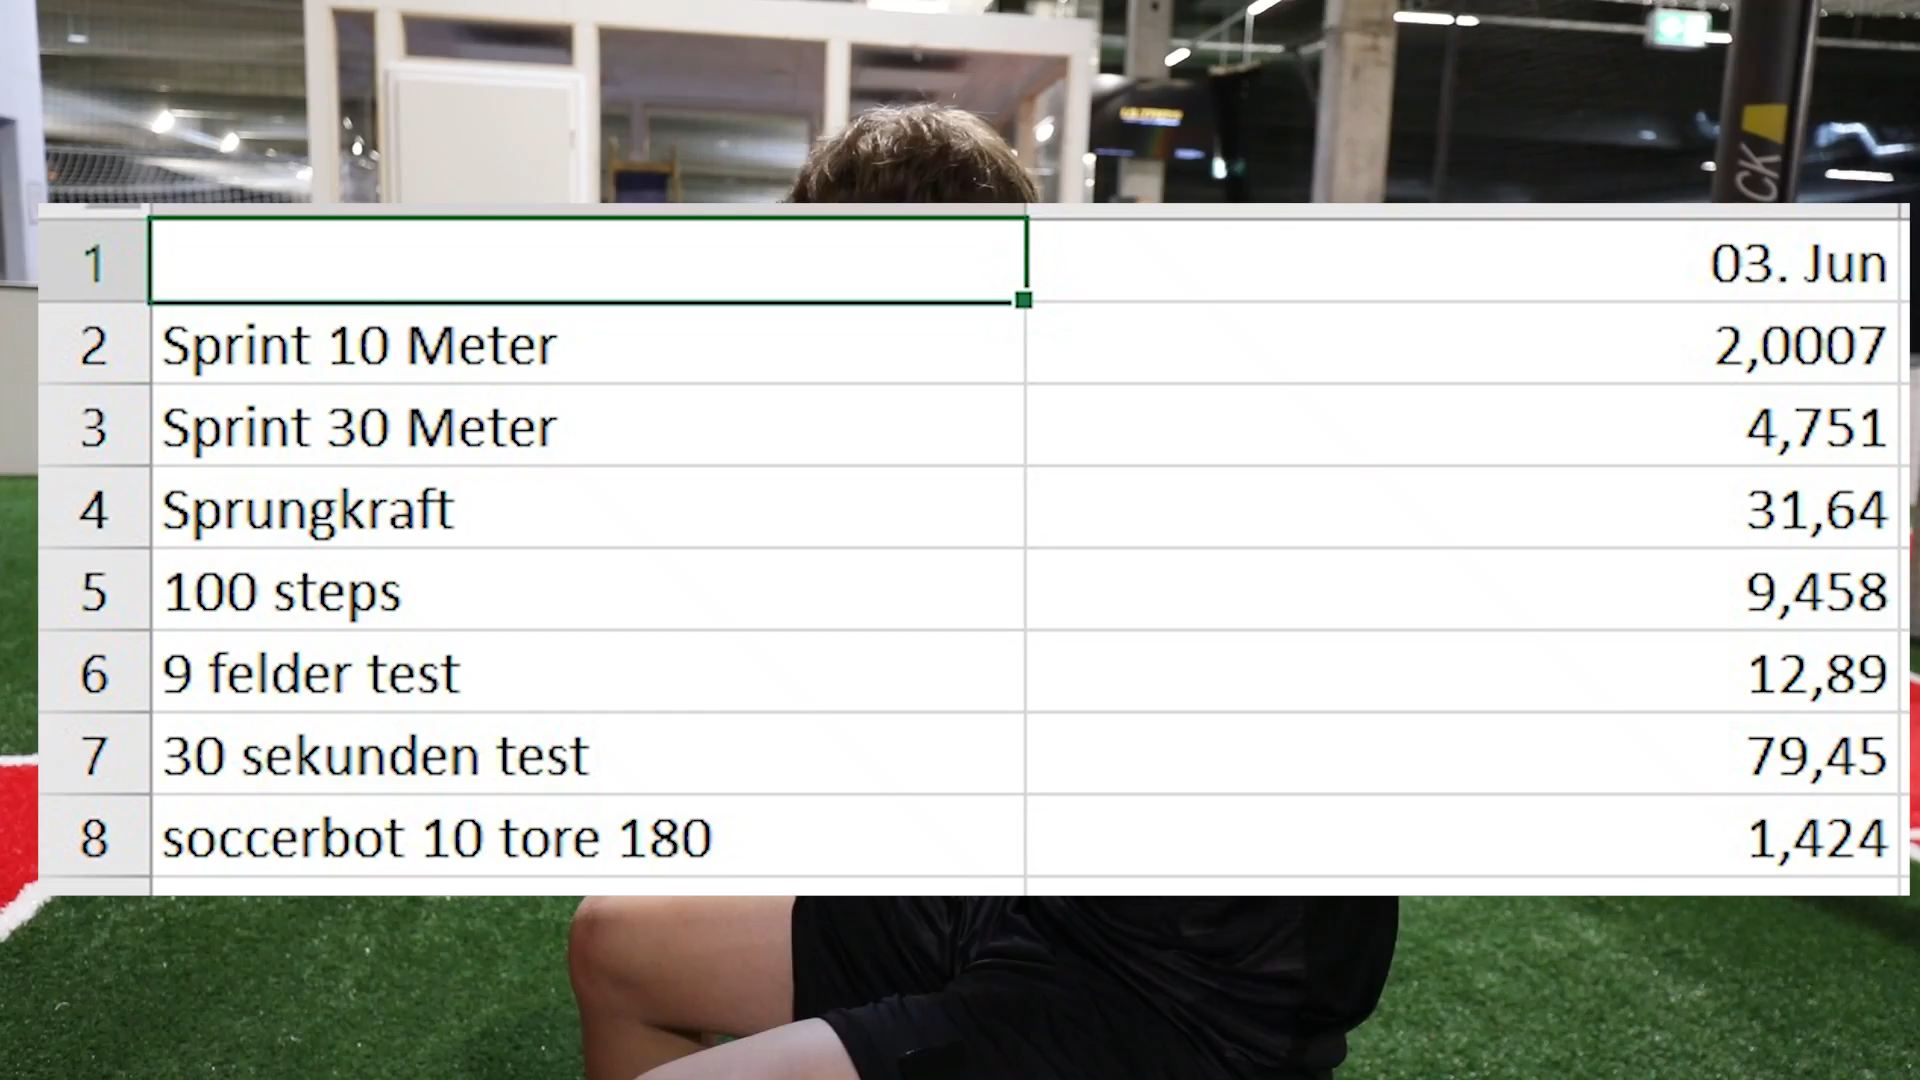 CK
1 03. Jun
2 Sprint 10 Meter 2,0007
3 Sprint 30 Meter 4,751
4 Sprungkraft 31,64
5 100 steps 9,458
6 9 felder test 12,89
7 30 sekunden test 79,45
8 soccerbot 10 tore 180 1,424